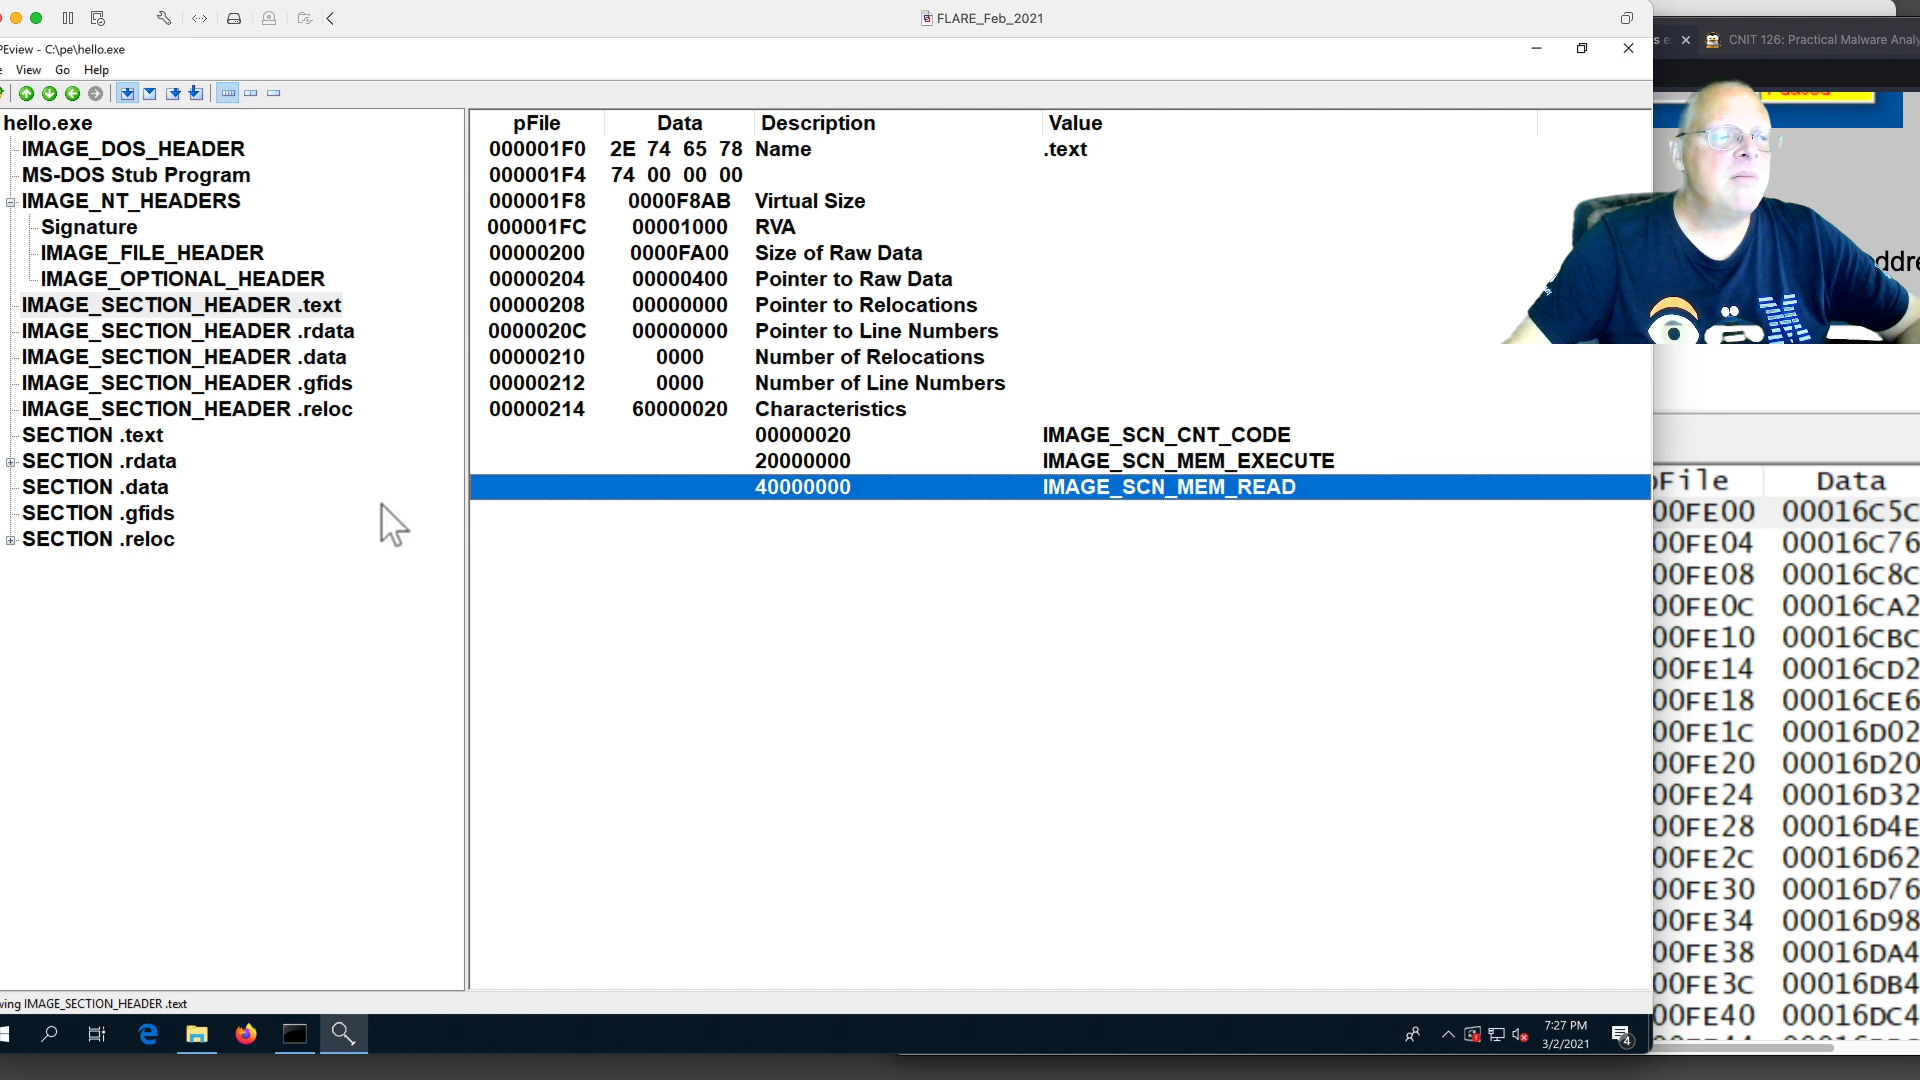 FLARE_Feb_2021
PEview - C:\pe\hello.exe
View Go Help
hello.exe
IMAGE_DOS_HEADER
MS-DOS Stub Program
IMAGE_NT_HEADERS
Signature
IMAGE_FILE_HEADER
IMAGE_OPTIONAL_HEADER
IMAGE_SECTION_HEADER .text
IMAGE_SECTION_HEADER .rdata
IMAGE_SECTION_HEADER .data
IMAGE_SECTION_HEADER .gfids
IMAGE_SECTION_HEADER .reloc
SECTION .text
SECTION .rdata
SECTION .data
SECTION .gfids
SECTION .reloc
pFile Data Description Value
000001F0 2E 74 65 78 Name .text
000001F4 74 00 00 00
000001F8 0000F8AB Virtual Size
000001FC 00001000 RVA
00000200 0000FA00 Size of Raw Data
00000204 00000400 Pointer to Raw Data
00000208 00000000 Pointer to Relocations
0000020C 00000000 Pointer to Line Numbers
00000210 0000 Number of Relocations
00000212 0000 Number of Line Numbers
00000214 60000020 Characteristics
00000020 IMAGE_SCN_CNT_CODE
20000000 IMAGE_SCN_MEM_EXECUTE
40000000 IMAGE_SCN_MEM_READ
wing IMAGE_SECTION_HEADER .text
7:27 PM
3/2/2021
4
s e
CNIT 126: Practical Malware Analy
ddre
pFile Data
00FE00 00016C5C
00FE04 00016C76
00FE08 00016C8C
00FE0C 00016CA2
00FE10 00016CBC
00FE14 00016CD2
00FE18 00016CE6
00FE1C 00016D02
00FE20 00016D20
00FE24 00016D32
00FE28 00016D4E
00FE2C 00016D62
00FE30 00016D76
00FE34 00016D98
00FE38 00016DA4
00FE3C 00016DB4
00FE40 00016DC4